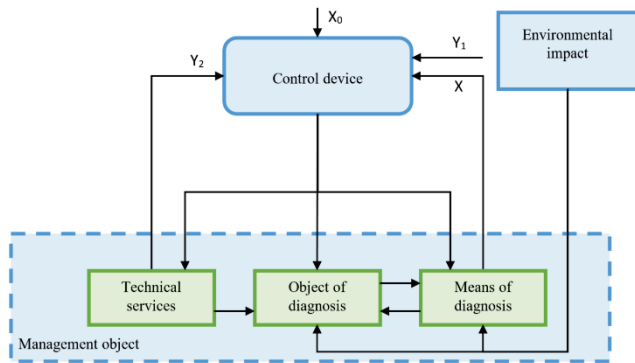 X₀
Environmental
impact
Y₁
Y₂
Control device
X
Technical
services
Object of
diagnosis
Means of
diagnosis
Management object